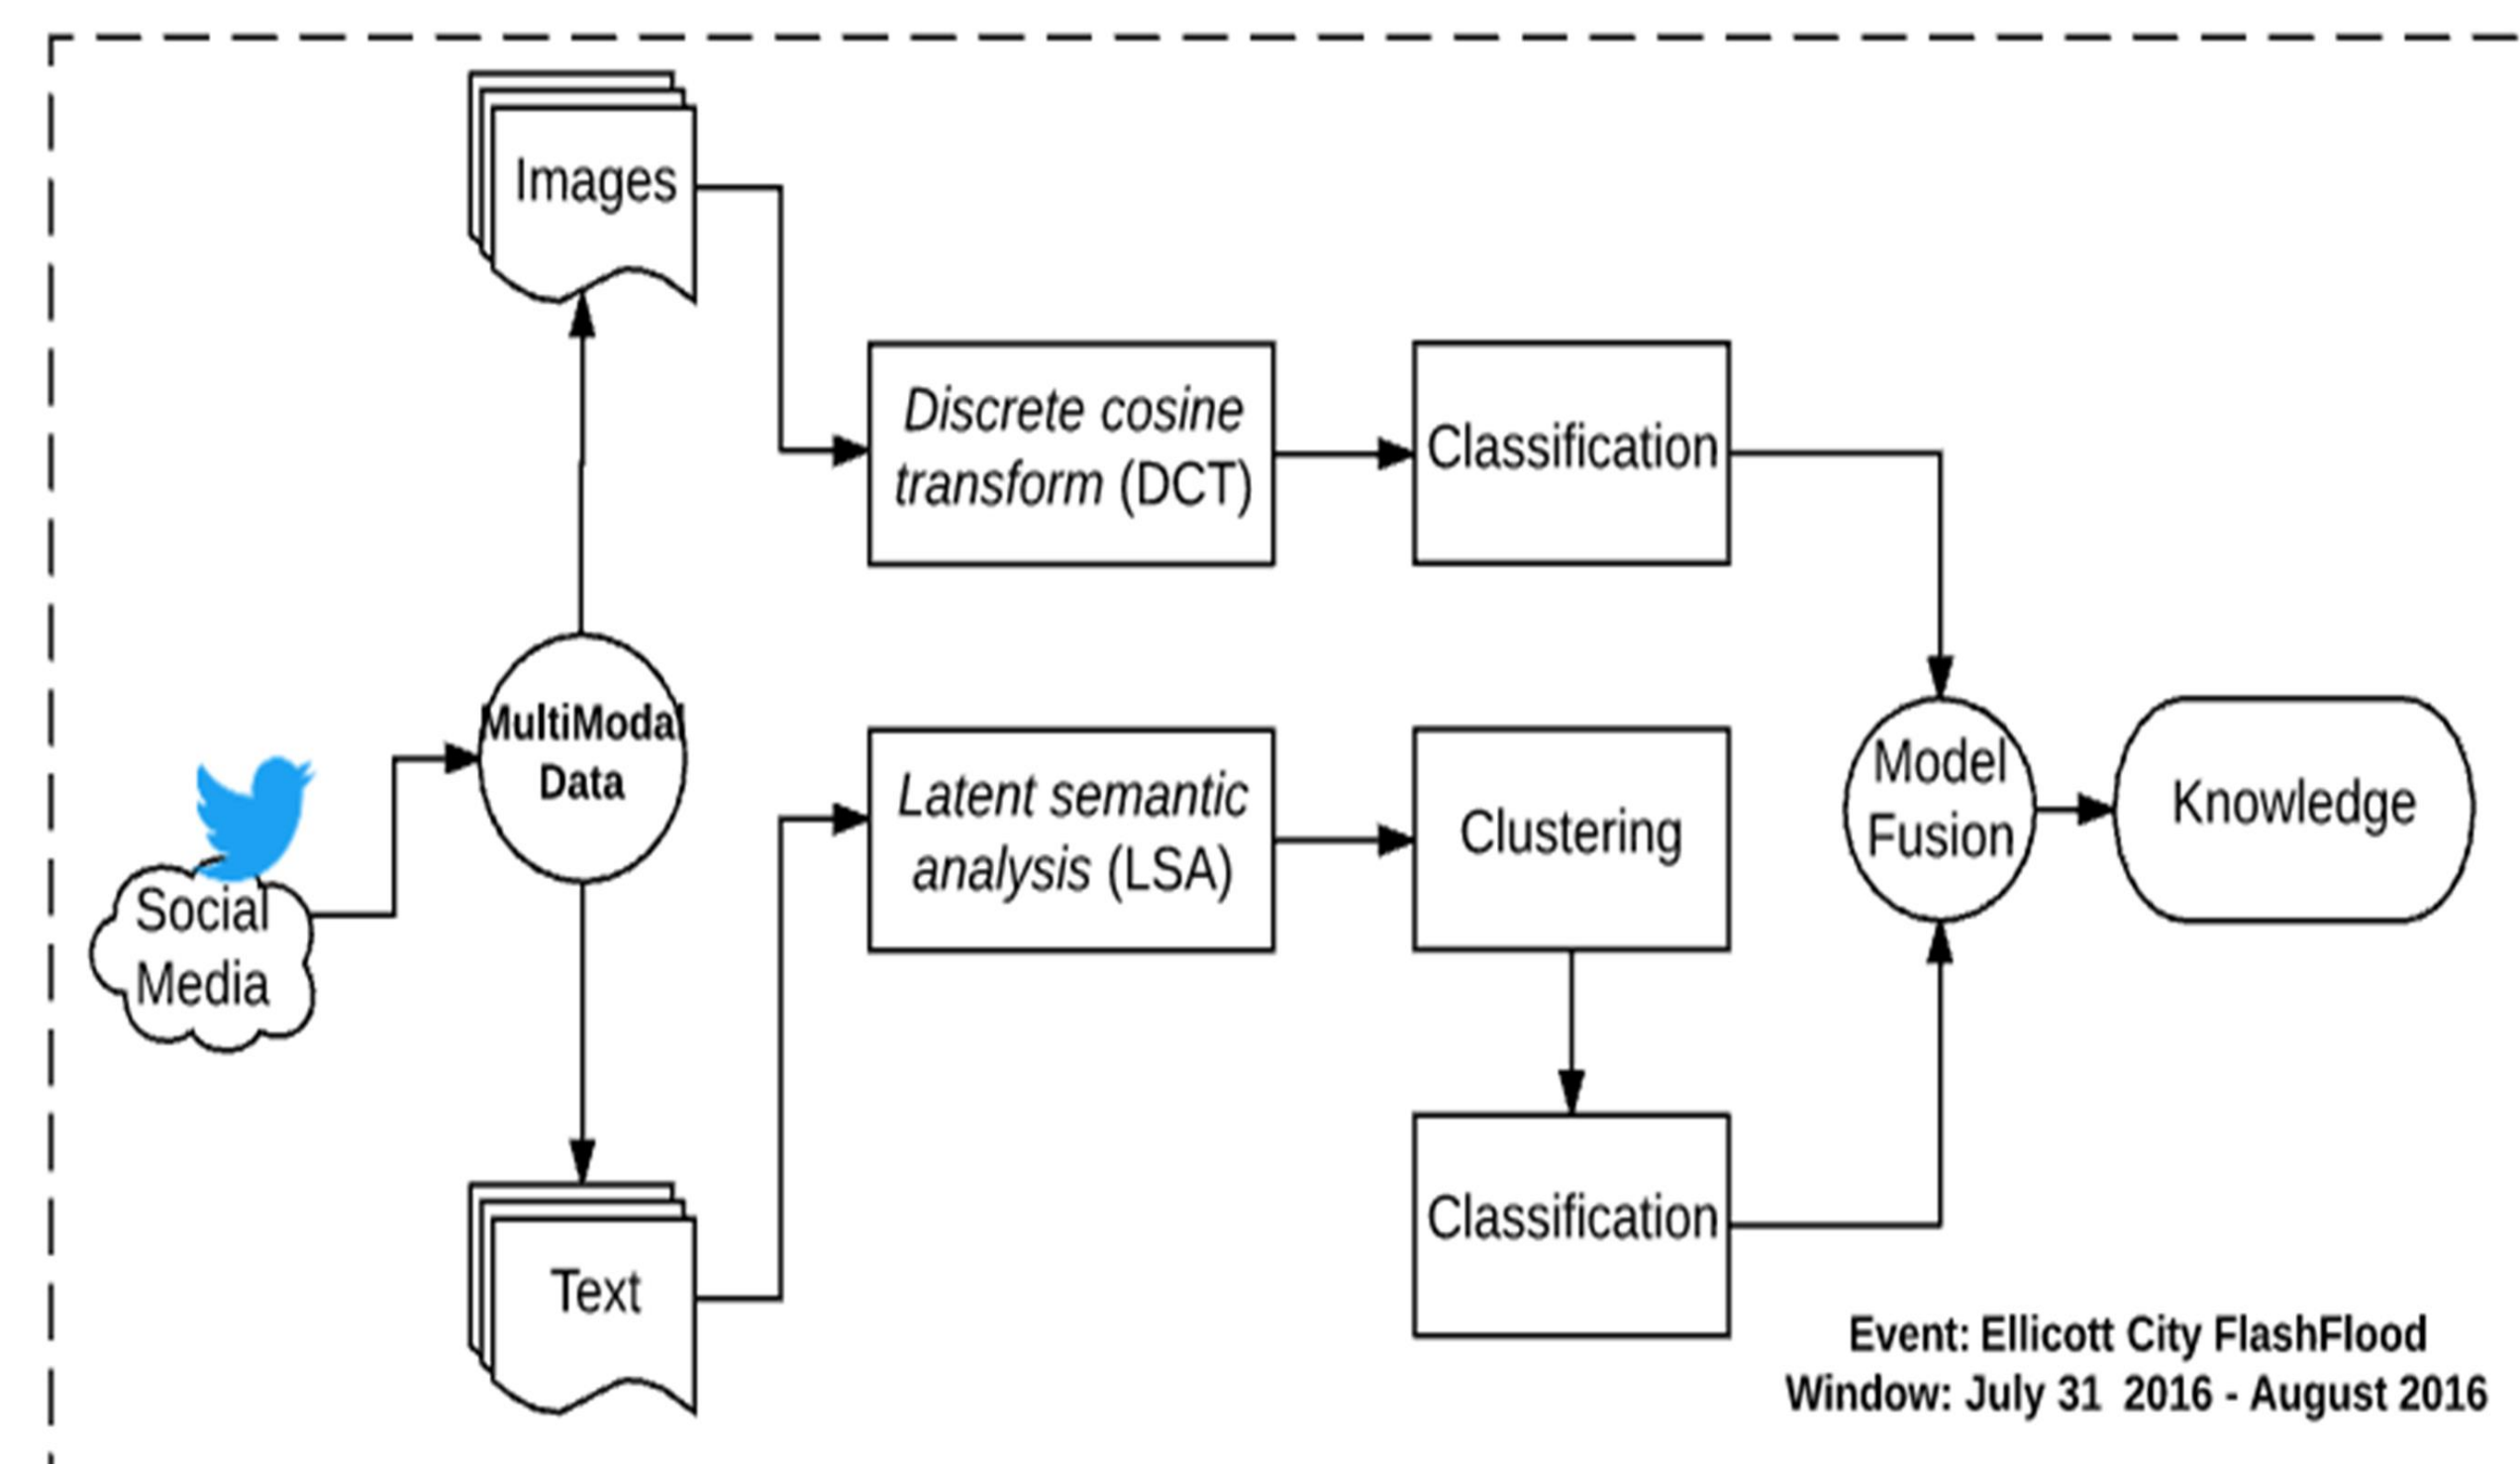 Images
Discrete cosine
transform (DCT)
Classification
MultiModal
Data
Social
Media
Latent semantic
analysis (LSA)
Clustering
Model
Fusion
Knowledge
Classification
Text
Event: Ellicott City FlashFlood
Window: July 31 2016 - August 2016